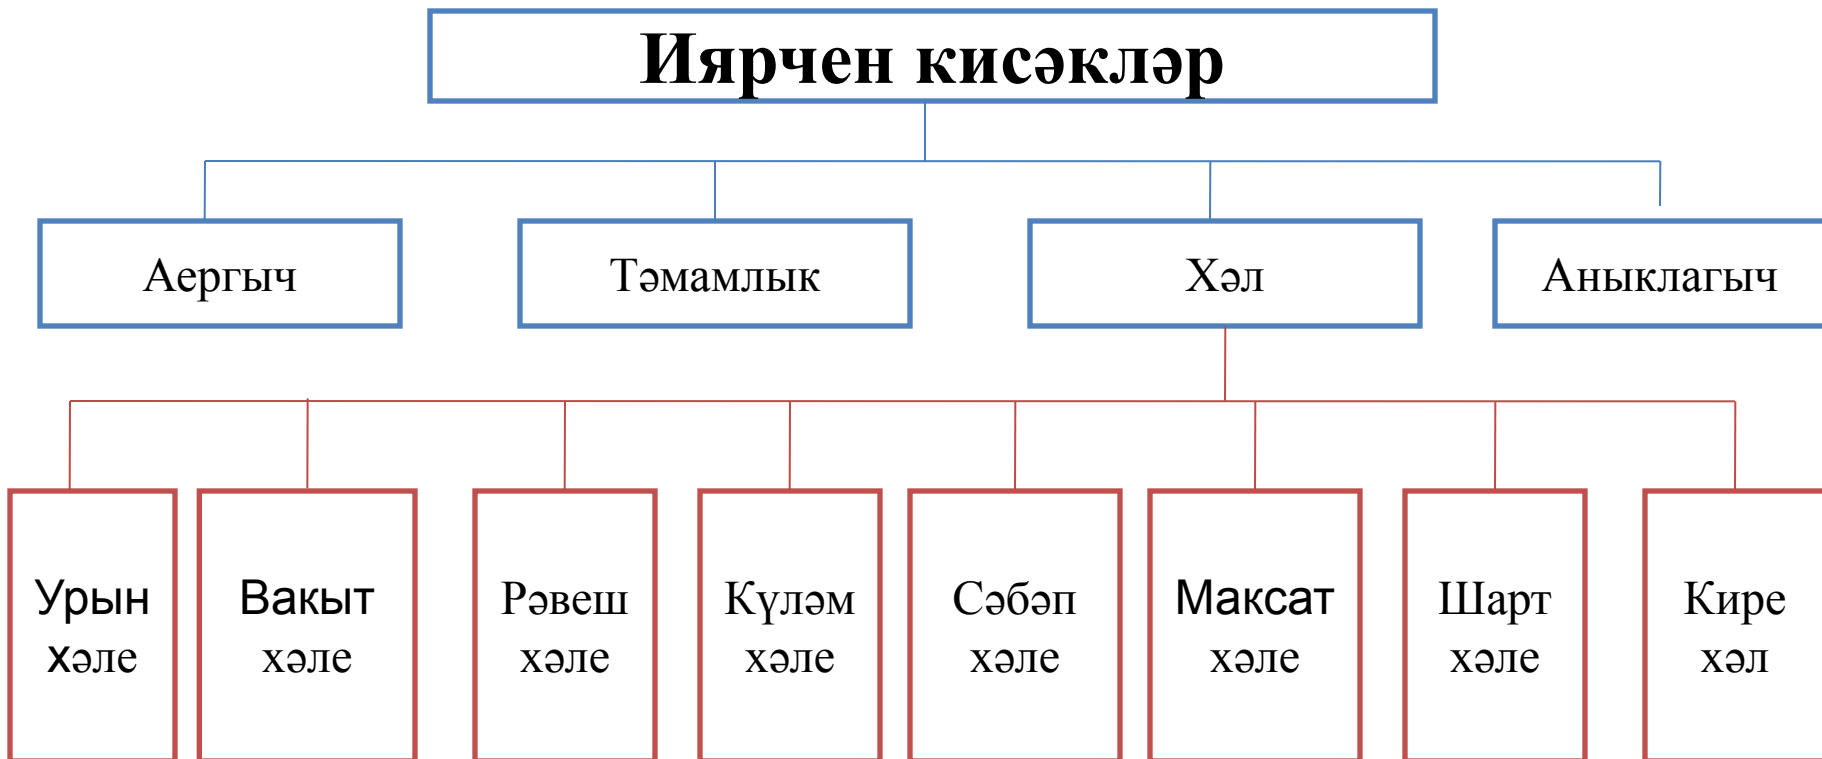 Иярчен кисәкләр
Аергыч
Тәмамлык
Хәл
Аныклагыч
Урын
хәле
Вакыт
хәле
Рәвеш
хәле
Күләм
хәле
Сәбәп
хәле
Максат
хәле
Шарт
хәле
Кире
хәл